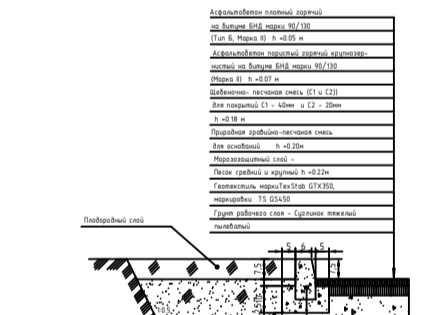 Асфальтобетон плотный горячий
на битуме БНД марки 90/130
(Тип Б, Марка II) h =0.05 м
Асфальтобетон пористый горячий крупнозер-
нистый на битуме БНД марки 90/130
(Марка II) h =0.07 м
Щебеночно- песчаная смесь (С1 и С2))
для покрытий С1 - 40мм и С2 - 20мм
h =0.18 м
Природная гравийно-песчаная смесь
для оснований h =0.20м
Морозозащитный слой -
Песок средний и крупный h =0.22м
Геотекстиль маркиTexStab GTX350,
маркировки TS GS450
Грунт рабочего слоя - Суглинок тяжелый
пылеватый
Плодородный слой
5 6 5
7,5 7,5